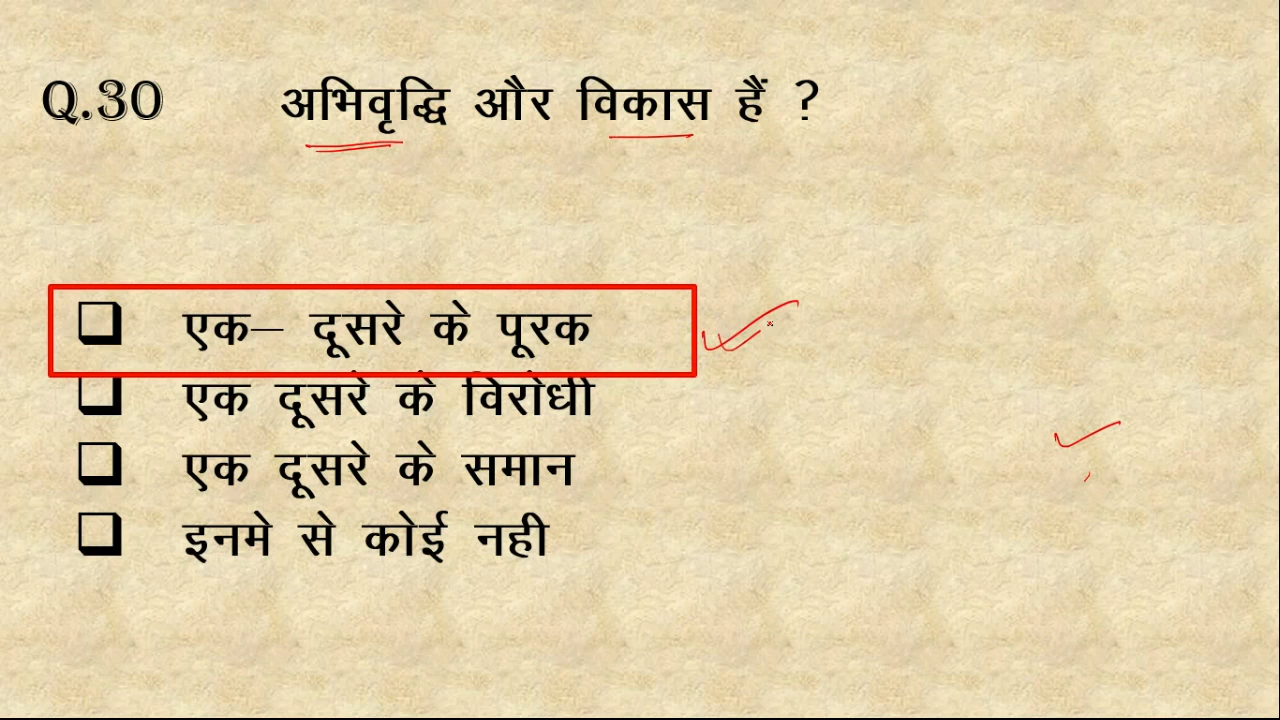 Q.30 अभिवृद्धि और विकास हैं ?
एक– दूसरे के पूरक
एक दूसरे के विरोधी
एक दूसरे के समान
इनमे से कोई नही